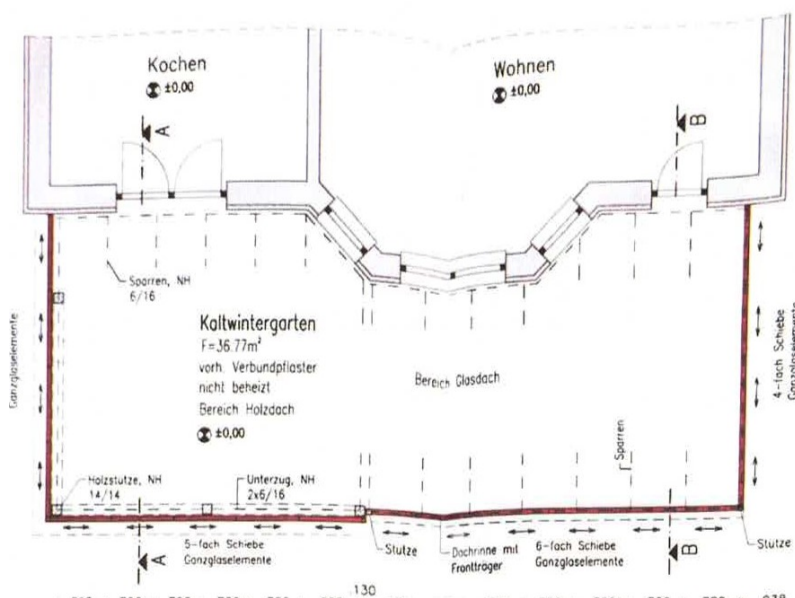 Kochen
±0,00
Wohnen
±0,00
A
B
Sparren, NH
6/16
Kaltwintergarten
F=36.77m²
vorh. Verbundpflaster
nicht beheizt
Bereich Holzdach
±0,00
Bereich Glasdach
Ganzglaselemente
4-fach Schiebe
Ganzglaselemente
Sparren
Holzstütze, NH
14/14
Unterzug, NH
2x6/16
A
5-fach Schiebe
Ganzglaselemente
Stütze
Dachrinne mit
Frontträger
6-fach Schiebe
Ganzglaselemente
B
Stütze
.130